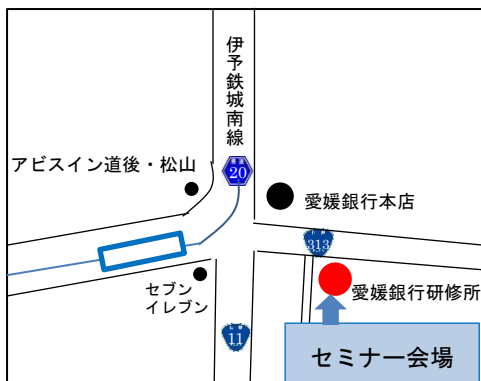 伊予鉄城南線
アビスイン道後・松山
20
愛媛銀行本店
313
セブン
イレブン
愛媛銀行研修所
11
セミナー会場